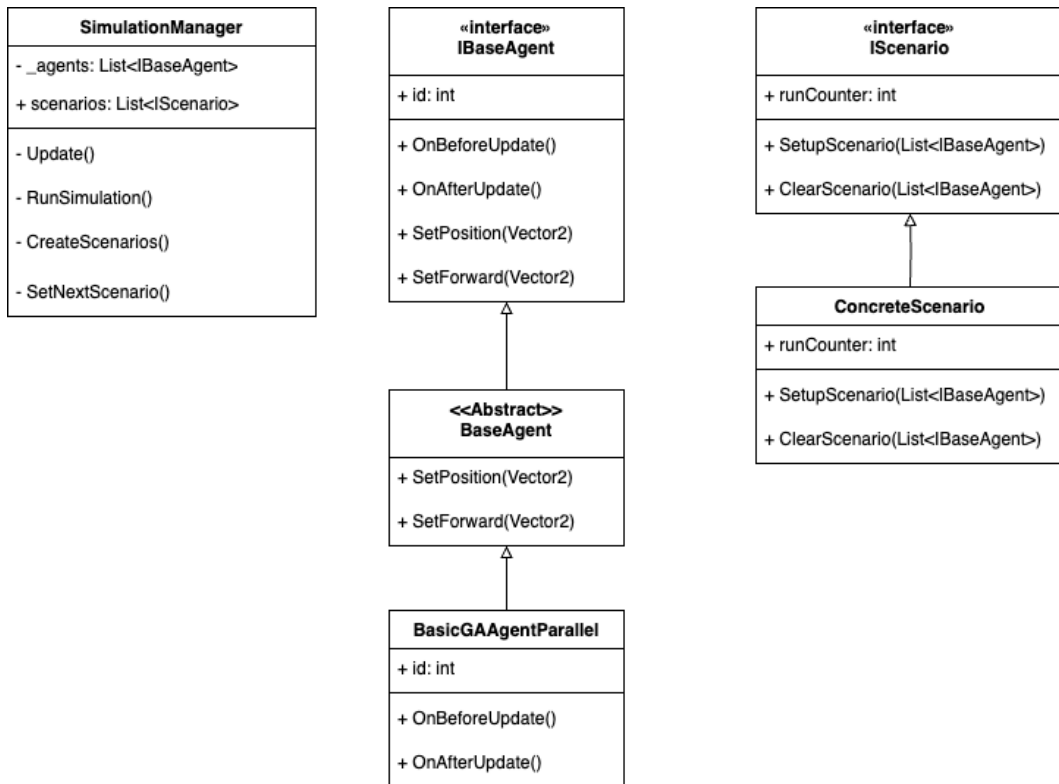 SimulationManager
- _agents: List<IBaseAgent>
+ scenarios: List<IScenario>
- Update()
- RunSimulation()
- CreateScenarios()
- SetNextScenario()
«interface»
IBaseAgent
+ id: int
+ OnBeforeUpdate()
+ OnAfterUpdate()
+ SetPosition(Vector2)
+ SetForward(Vector2)
<<Abstract>>
BaseAgent
+ SetPosition(Vector2)
+ SetForward(Vector2)
BasicGAAgentParallel
+ id: int
+ OnBeforeUpdate()
+ OnAfterUpdate()
«interface»
IScenario
+ runCounter: int
+ SetupScenario(List<IBaseAgent>)
+ ClearScenario(List<IBaseAgent>)
ConcreteScenario
+ runCounter: int
+ SetupScenario(List<IBaseAgent>)
+ ClearScenario(List<IBaseAgent>)